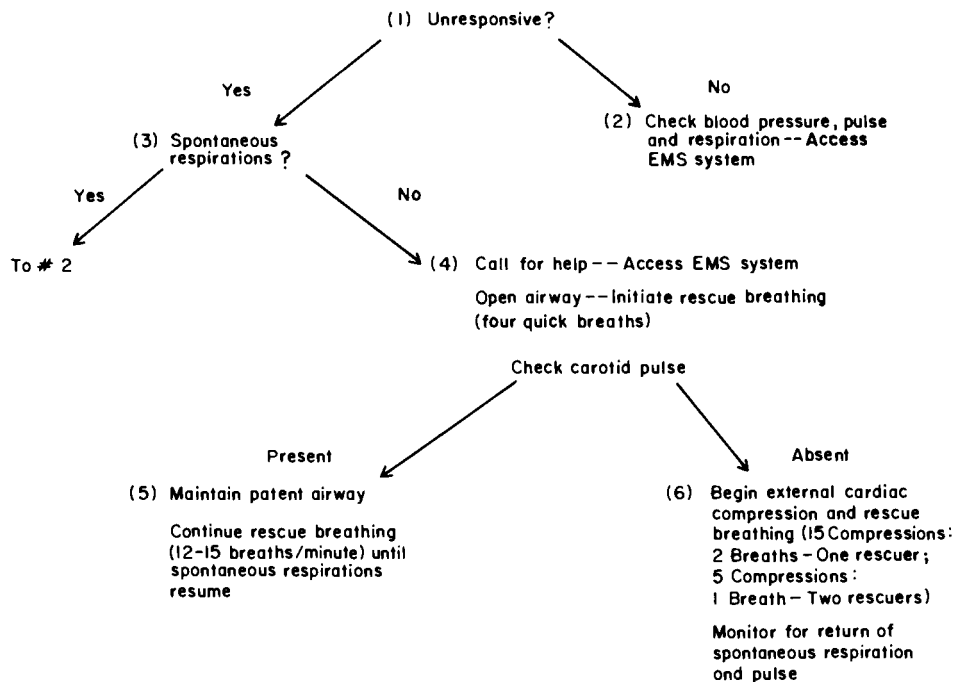 (1) Unresponsive?
Yes
No
(3) Spontaneous
respirations?
(2) Check blood pressure, pulse
and respiration -- Access
EMS system
Yes
No
To # 2
(4) Call for help -- Access EMS system
Open airway -- Initiate rescue breathing
(four quick breaths)
Check carotid pulse
Present
Absent
(5) Maintain patent airway
Continue rescue breathing
(12-15 breaths/minute) until
spontaneous respirations
resume
(6) Begin external cardiac
compression and rescue
breathing (15 Compressions:
2 Breaths - One rescuer;
5 Compressions:
1 Breath - Two rescuers)
Monitor for return of
spontaneous respiration
ond pulse